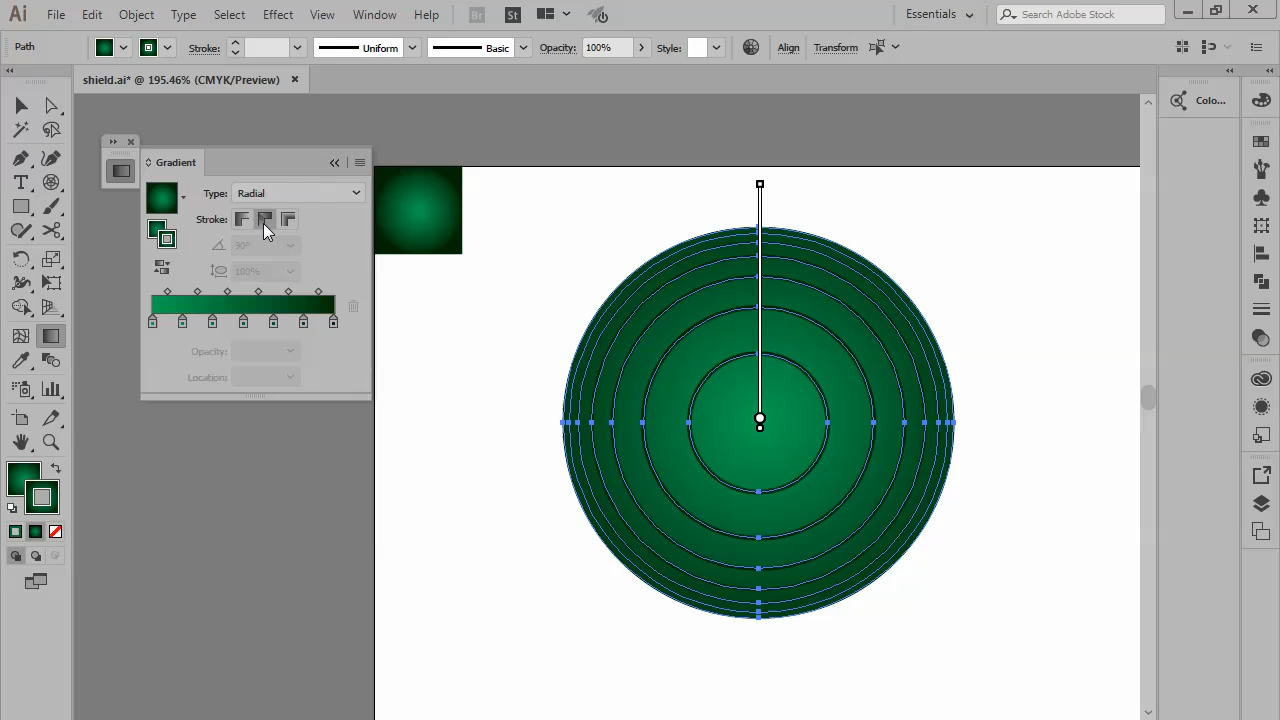 Ai File Edit Object Type Select Effect View Window Help Br St Essentials Search Adobe Stock
Path Stroke: Uniform Basic Opacity: 100% Style: Align Transform
shield.ai* @ 195.46% (CMYK/Preview)
Colo...
Gradient
Type: Radial
Stroke:
30°
100%
Opacity:
Location: